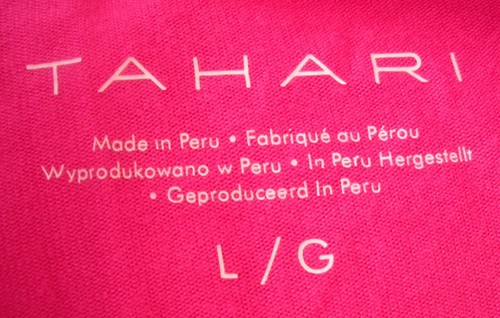 TAHARI
Made in Peru • Fabriqué au Pérou
Wyprodukowano w Peru • In Peru Hergestellt
• Geproduceerd In Peru
L / G